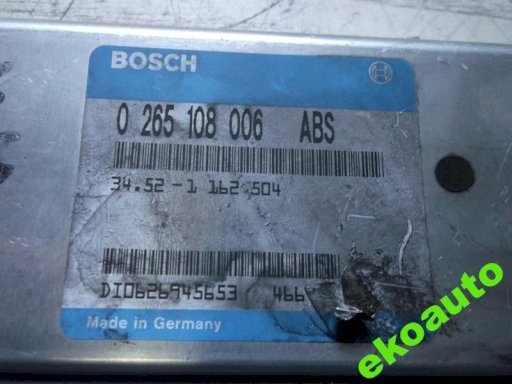 BOSCH
0 265 108 006 ABS
34.52-1 162 504
DI0626945653 466
Made in Germany
ekoauto